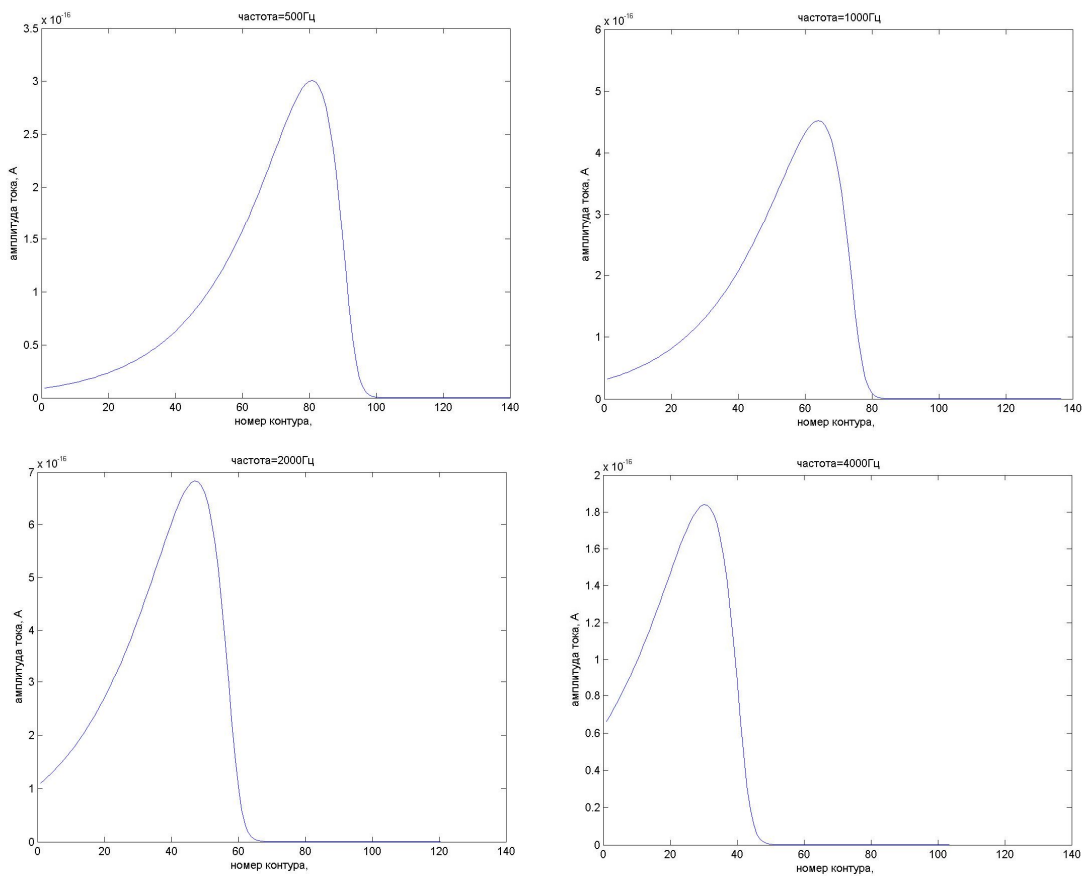 частота=500Гц
x 10⁻¹⁶
3.5
3
2.5
2
1.5
1
0.5
0
амплитуда тока, А
0 20 40 60 80 100 120 140
номер контура,
частота=1000Гц
x 10⁻¹⁶
6
5
4
3
2
1
0
амплитуда тока, А
0 20 40 60 80 100 120 140
номер контура,
частота=2000Гц
x 10⁻¹⁶
7
6
5
4
3
2
1
0
амплитуда тока, А
0 20 40 60 80 100 120 140
номер контура,
частота=4000Гц
x 10⁻¹⁶
2
1.8
1.6
1.4
1.2
1
0.8
0.6
0.4
0.2
0
амплитуда тока, А
0 20 40 60 80 100 120 140
номер контура,